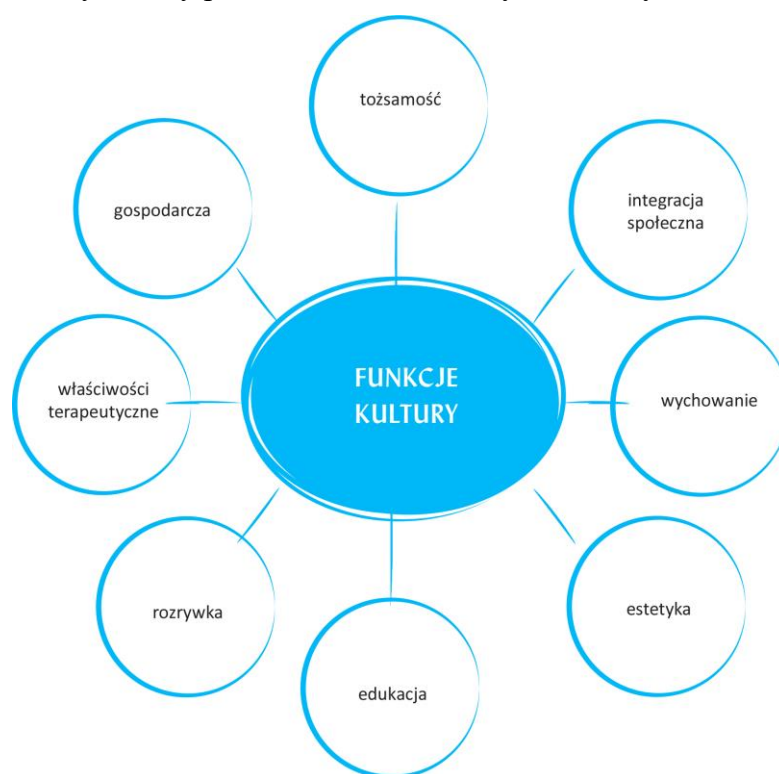 tożsamość
integracja
społeczna
wychowanie
estetyka
edukacja
rozrywka
właściwości
terapeutyczne
gospodarcza
FUNKCJE
KULTURY